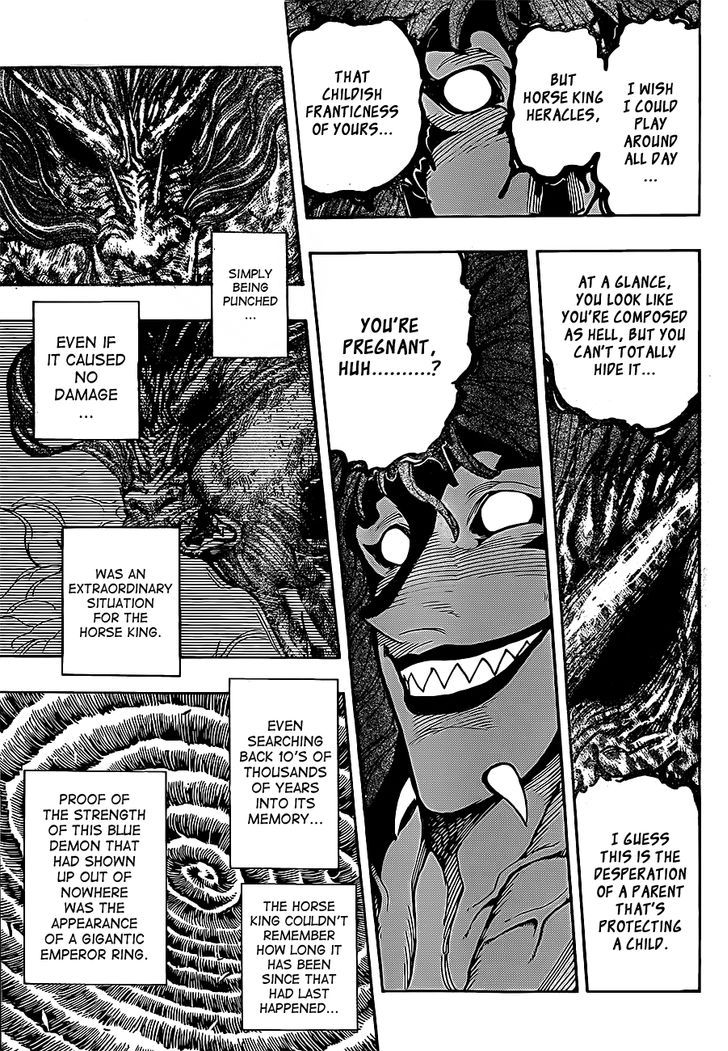 I WISH
I COULD
PLAY
AROUND
ALL DAY
...
BUT
HORSE KING
HERACLES,
THAT
CHILDISH
FRANTICNESS
OF YOURS...
AT A GLANCE,
YOU LOOK LIKE
YOU'RE COMPOSED
AS HELL, BUT YOU
CAN'T TOTALLY
HIDE IT...
I GUESS
THIS IS THE
DESPERATION
OF A PARENT
THAT'S
PROTECTING
A CHILD.
YOU'RE
PREGNANT,
HUH..........?
SIMPLY
BEING
PUNCHED
...
EVEN IF
IT CAUSED
NO
DAMAGE
...
WAS AN
EXTRAORDINARY
SITUATION
FOR THE
HORSE KING.
EVEN
SEARCHING
BACK 10'S OF
THOUSANDS
OF YEARS
INTO ITS
MEMORY...
THE HORSE
KING COULDN'T
REMEMBER
HOW LONG IT
HAS BEEN
SINCE THAT
HAD LAST
HAPPENED...
PROOF OF
THE STRENGTH
OF THIS BLUE
DEMON THAT
HAD SHOWN
UP OUT OF
NOWHERE
WAS THE
APPEARANCE
OF A GIGANTIC
EMPEROR RING.